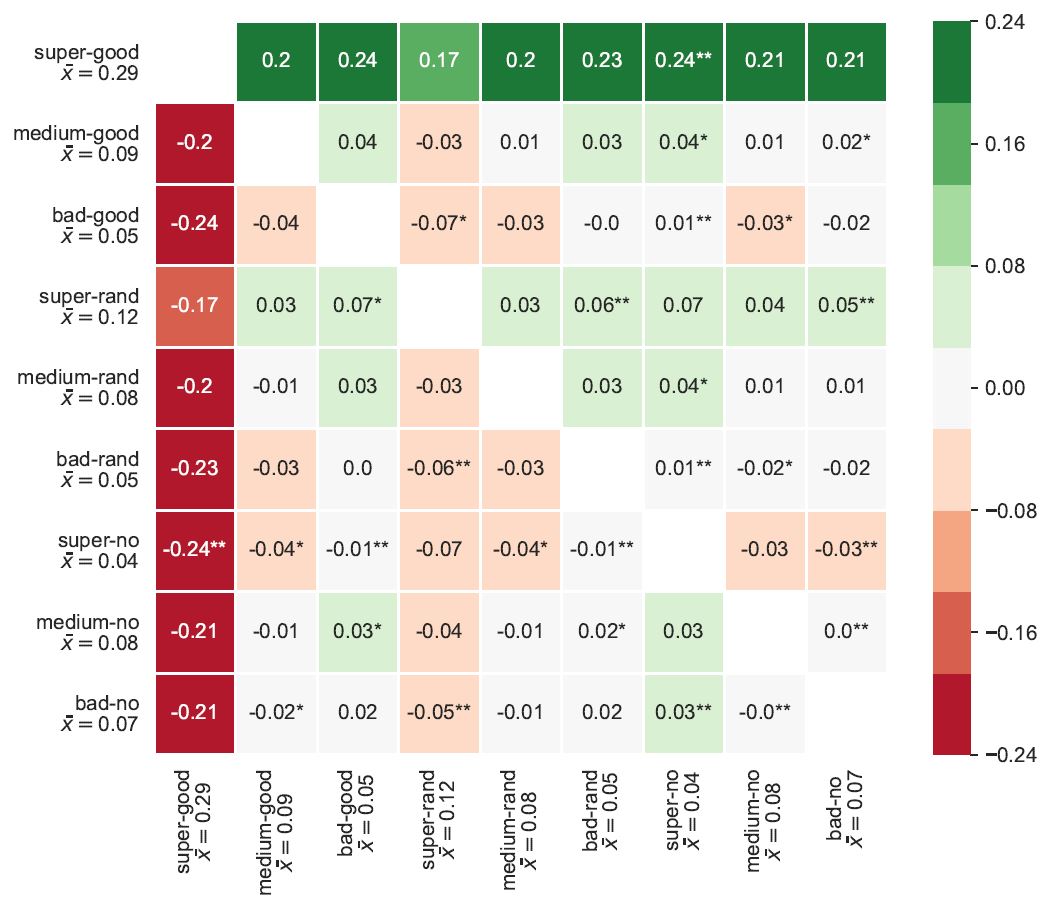 super-good
x̄ = 0.29
0.2 0.24 0.17 0.2 0.23 0.24** 0.21 0.21
medium-good
x̄ = 0.09
-0.2 0.04 -0.03 0.01 0.03 0.04* 0.01 0.02*
bad-good
x̄ = 0.05
-0.24 -0.04 -0.07* -0.03 -0.0 0.01** -0.03* -0.02
super-rand
x̄ = 0.12
-0.17 0.03 0.07* 0.03 0.06** 0.07 0.04 0.05**
medium-rand
x̄ = 0.08
-0.2 -0.01 0.03 -0.03 0.03 0.04* 0.01 0.01
bad-rand
x̄ = 0.05
-0.23 -0.03 0.0 -0.06** -0.03 0.01** -0.02* -0.02
super-no
x̄ = 0.04
-0.24** -0.04* -0.01** -0.07 -0.04* -0.01** -0.03 -0.03**
medium-no
x̄ = 0.08
-0.21 -0.01 0.03* -0.04 -0.01 0.02* 0.03 0.0**
bad-no
x̄ = 0.07
-0.21 -0.02* 0.02 -0.05** -0.01 0.02 0.03** -0.0**
super-good
x̄ = 0.29
medium-good
x̄ = 0.09
bad-good
x̄ = 0.05
super-rand
x̄ = 0.12
medium-rand
x̄ = 0.08
bad-rand
x̄ = 0.05
super-no
x̄ = 0.04
medium-no
x̄ = 0.08
bad-no
x̄ = 0.07
0.24
0.16
0.08
0.00
−0.08
−0.16
−0.24